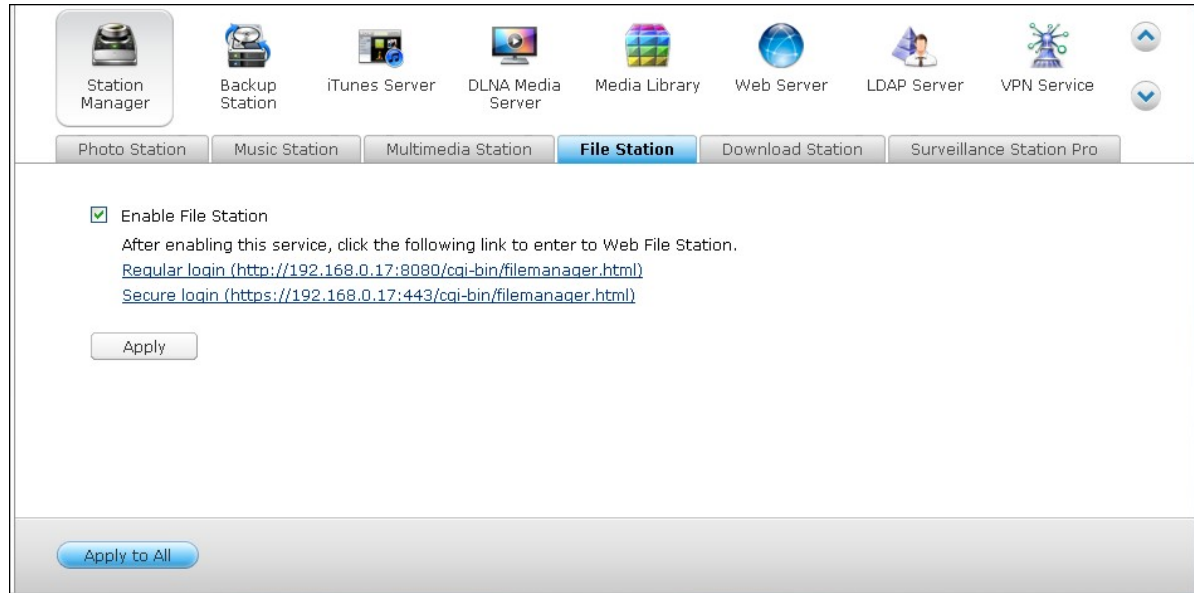 Station Manager
Backup Station
iTunes Server
DLNA Media Server
Media Library
Web Server
LDAP Server
VPN Service
Photo Station
Music Station
Multimedia Station
File Station
Download Station
Surveillance Station Pro
Enable File Station
After enabling this service, click the following link to enter to Web File Station.
Regular login (http://192.168.0.17:8080/cgi-bin/filemanager.html)
Secure login (https://192.168.0.17:443/cgi-bin/filemanager.html)
Apply
Apply to All